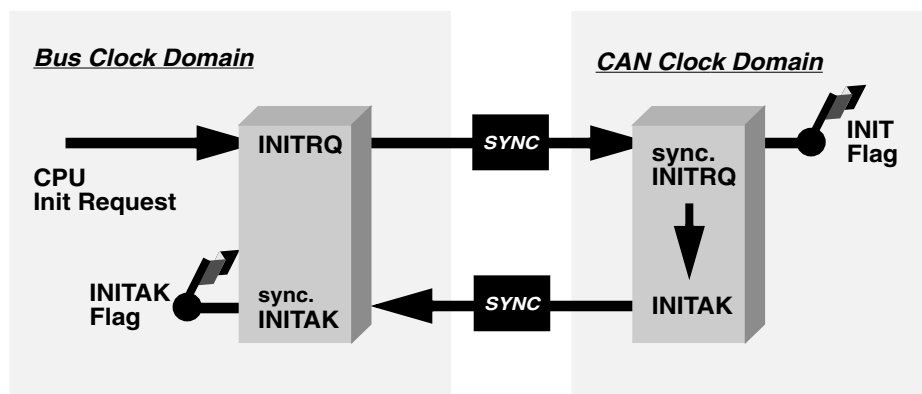 Bus Clock Domain
CAN Clock Domain
CPU
Init Request
INITRQ
SYNC
sync.
INITRQ
INIT
Flag
INITAK
Flag
sync.
INITAK
SYNC
INITAK